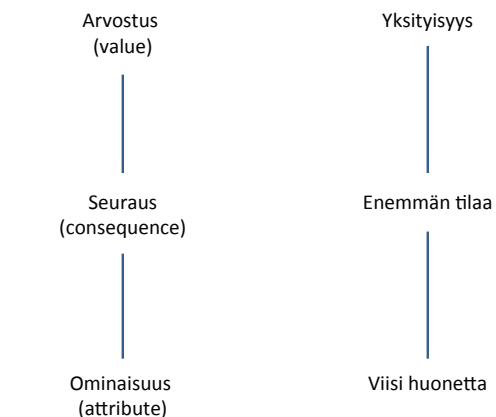 Arvostus
(value)
Yksityisyys
Seuraus
(consequence)
Enemmän tilaa
Ominaisuus
(attribute)
Viisi huonetta